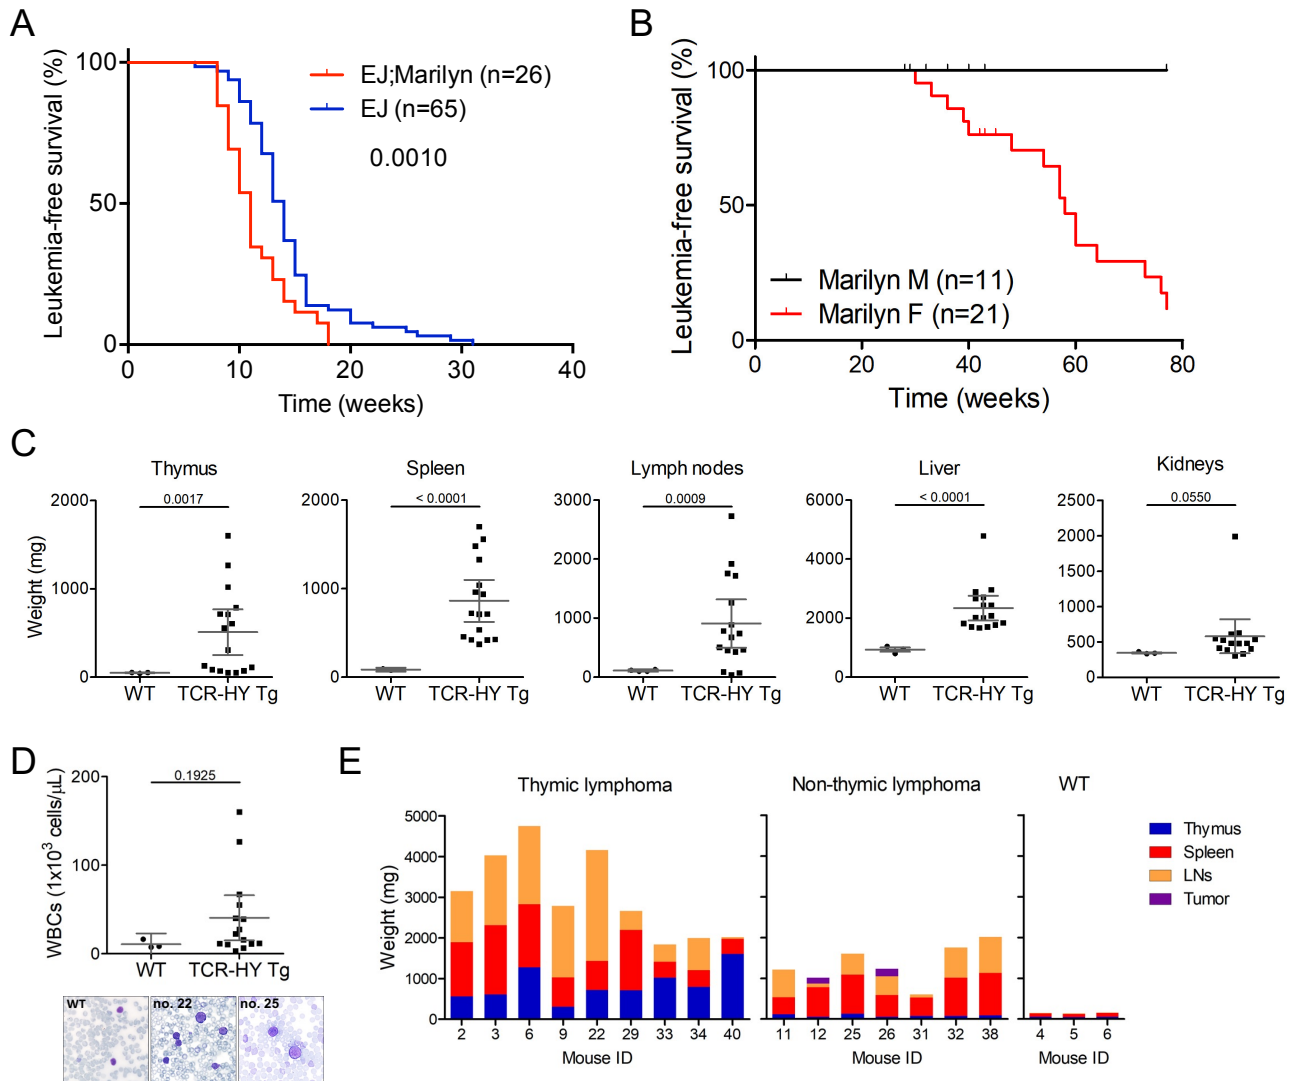 A
Leukemia-free survival (%)
100
50
0
0 10 20 30 40
Time (weeks)
EJ;Marilyn (n=26)
EJ (n=65)
0.0010
B
Leukemia-free survival (%)
100
50
0
0 20 40 60 80
Time (weeks)
Marilyn M (n=11)
Marilyn F (n=21)
C
Weight (mg)
Thymus
0.0017
2000
1000
0
WT TCR-HY Tg
Spleen
< 0.0001
2000
1000
0
WT TCR-HY Tg
Lymph nodes
0.0009
3000
2000
1000
0
WT TCR-HY Tg
Liver
< 0.0001
6000
4000
2000
0
WT TCR-HY Tg
Kidneys
0.0550
2500
2000
1500
1000
500
0
WT TCR-HY Tg
D
WBCs (1x10³ cells/µL)
0.1925
200
100
0
WT TCR-HY Tg
WT
no. 22
no. 25
E
Weight (mg)
Thymic lymphoma
5000
4000
3000
2000
1000
0
2 3 6 9 22 29 33 34 40
Mouse ID
Non-thymic lymphoma
11 12 25 26 31 32 38
Mouse ID
WT
4 5 6
Mouse ID
Thymus
Spleen
LNs
Tumor